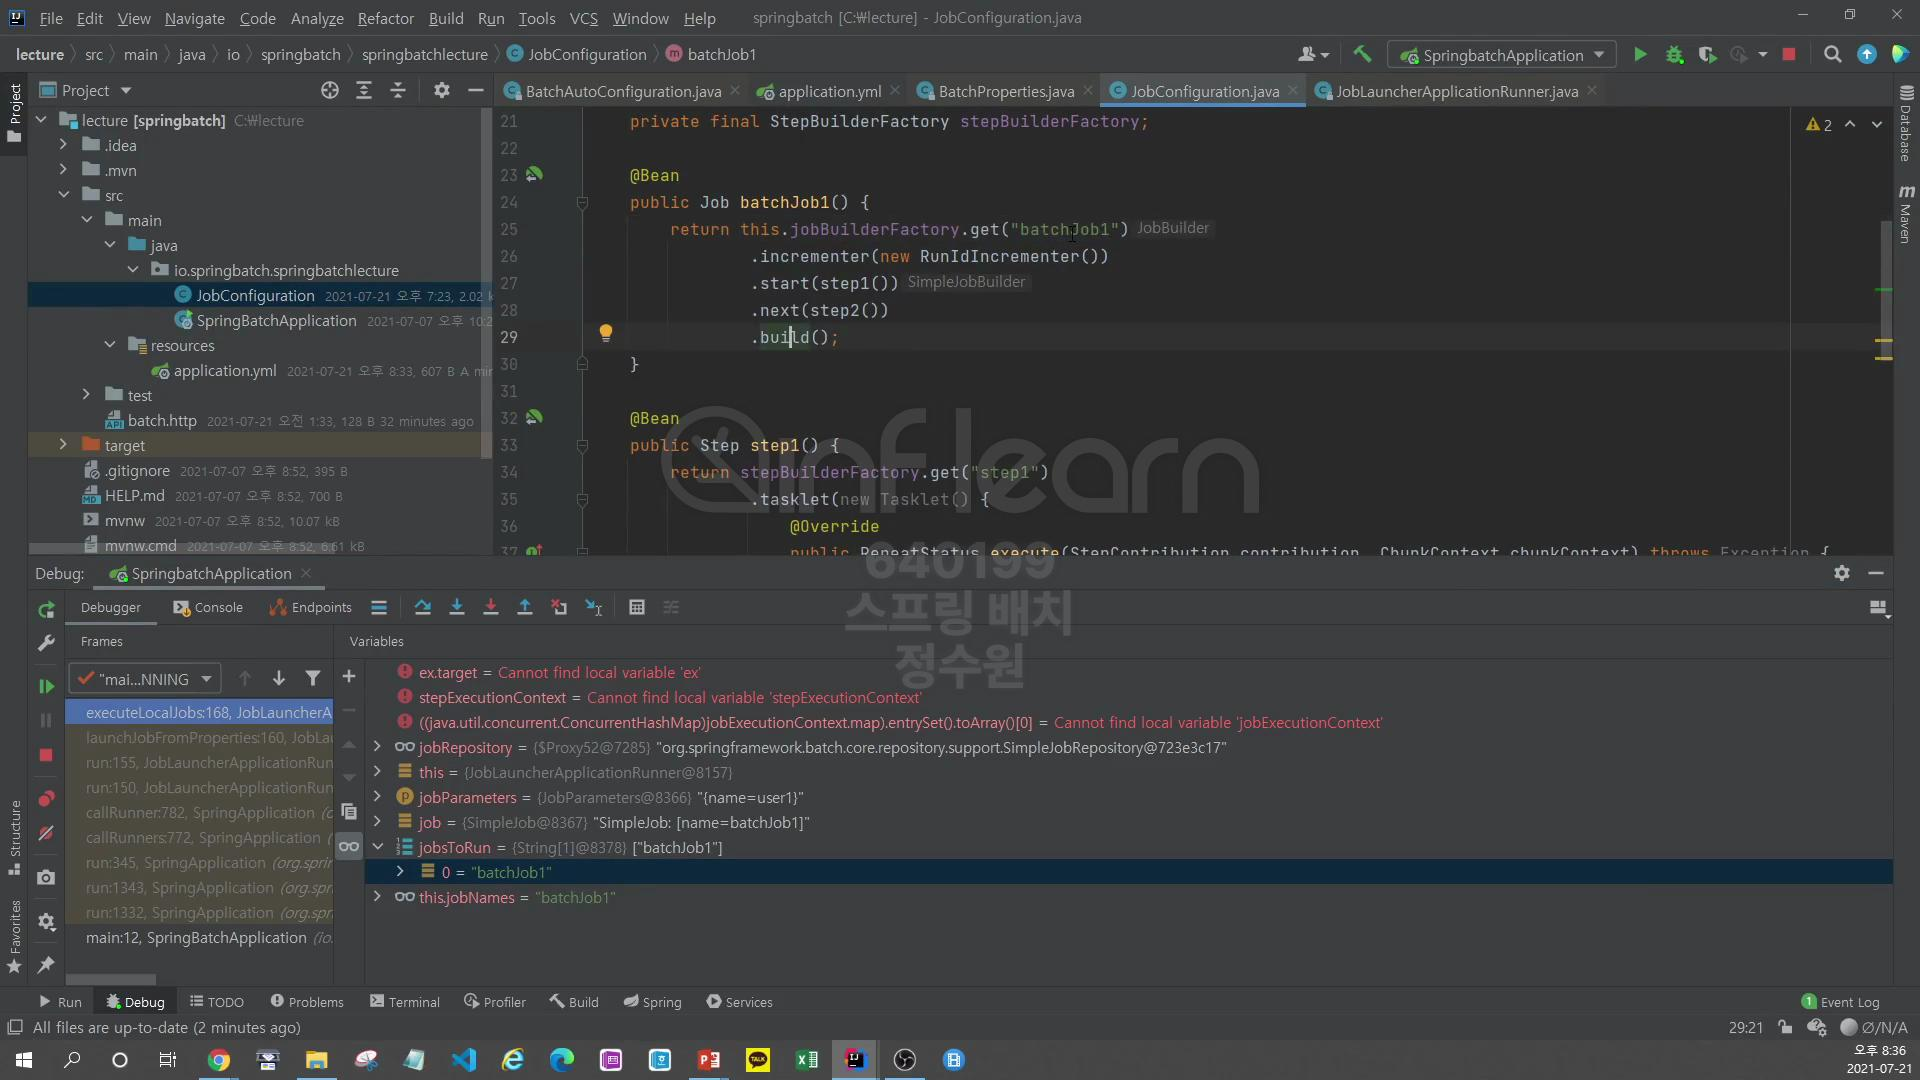 File Edit View Navigate Code Analyze Refactor Build Run Tools VCS Window Help springbatch [C:￦lecture] - JobConfiguration.java
lecture src main java io springbatch springbatchlecture JobConfiguration batchJob1 SpringbatchApplication
Project
BatchAutoConfiguration.java application.yml BatchProperties.java JobConfiguration.java JobLauncherApplicationRunner.java
Project
Structure
Favorites
Database
Maven
lecture [springbatch] C:￦lecture
.idea
.mvn
src
main
java
io.springbatch.springbatchlecture
JobConfiguration 2021-07-21 오후 7:23, 2.02 k
SpringBatchApplication 2021-07-07 오후 10:2
resources
application.yml 2021-07-21 오후 8:33, 607 B A min
test
batch.http 2021-07-21 오전 1:33, 128 B 32 minutes ago
target
.gitignore 2021-07-07 오후 8:52, 395 B
HELP.md 2021-07-07 오후 8:52, 700 B
mvnw 2021-07-07 오후 8:52, 10.07 kB
mvnw.cmd 2021-07-07 오후 8:52, 6.61 kB
21 private final StepBuilderFactory stepBuilderFactory;
2
22
23 @Bean
24 public Job batchJob1() {
25 return this.jobBuilderFactory.get("batchJob1") JobBuilder
26 .incrementer(new RunIdIncrementer())
27 .start(step1()) SimpleJobBuilder
28 .next(step2())
29 .build();
30 }
31
32 @Bean
33 public Step step1() {
34 return stepBuilderFactory.get("step1")
35 .tasklet(new Tasklet() {
36 @Override
37 public RepeatStatus execute(StepContribution contribution, ChunkContext chunkContext) throws Exception {
inflearn
640199
스프링 배치
정수원
Debug: SpringbatchApplication
Debugger Console Endpoints
Frames
Variables
"mai...NNING
executeLocalJobs:168, JobLauncherA
launchJobFromProperties:160, JobLau
run:155, JobLauncherApplicationRun
run:150, JobLauncherApplicationRun
callRunner:782, SpringApplication (o
callRunners:772, SpringApplication (
run:345, SpringApplication (org.spri
run:1343, SpringApplication (org.spr
run:1332, SpringApplication (org.spr
main:12, SpringBatchApplication (io.
ex.target = Cannot find local variable 'ex'
stepExecutionContext = Cannot find local variable 'stepExecutionContext'
((java.util.concurrent.ConcurrentHashMap)jobExecutionContext.map).entrySet().toArray()[0] = Cannot find local variable 'jobExecutionContext'
jobRepository = {$Proxy52@7285} "org.springframework.batch.core.repository.support.SimpleJobRepository@723e3c17"
this = {JobLauncherApplicationRunner@8157}
jobParameters = {JobParameters@8366} "{name=user1}"
job = {SimpleJob@8367} "SimpleJob: [name=batchJob1]"
jobsToRun = {String[1]@8378} ["batchJob1"]
0 = "batchJob1"
this.jobNames = "batchJob1"
Run Debug TODO Problems Terminal Profiler Build Spring Services 1 Event Log
All files are up-to-date (2 minutes ago) 29:21 ∅/N/A
오후 8:36
2021-07-21